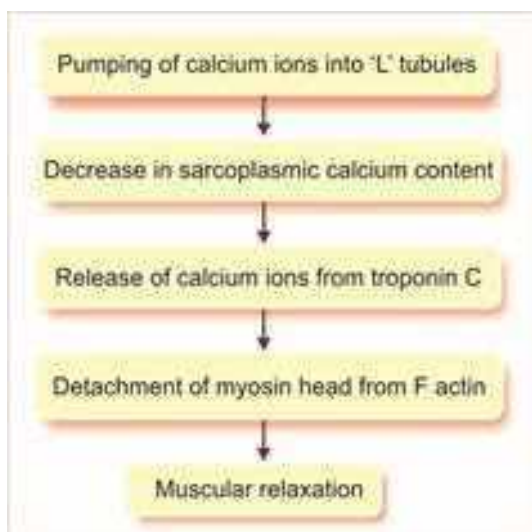 Pumping of calcium ions into 'L' tubules
Decrease in sarcoplasmic calcium content
Release of calcium ions from troponin C
Detachment of myosin head from F actin
Muscular relaxation